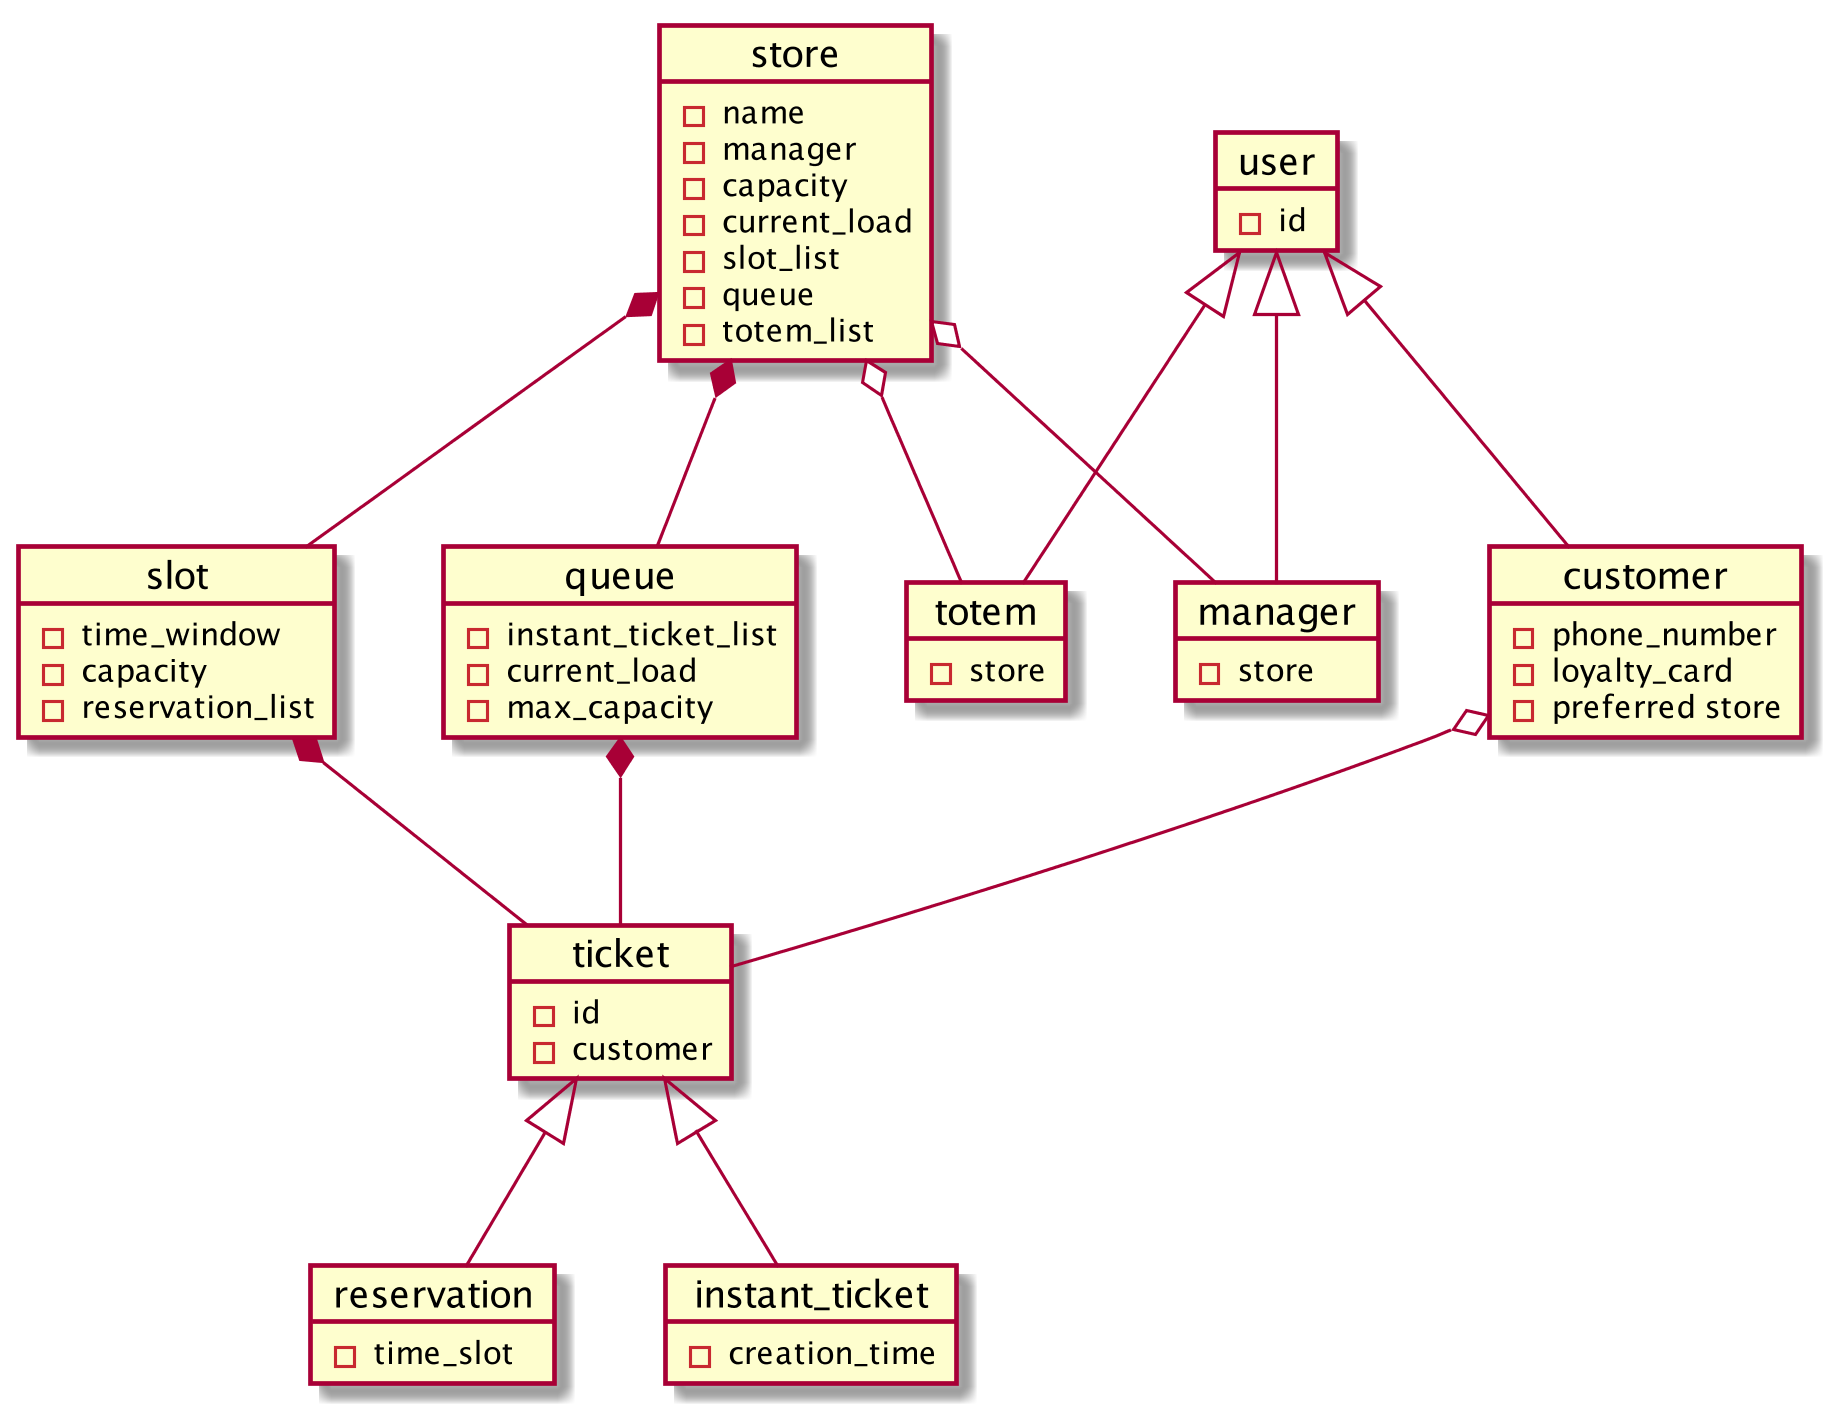 store
name
manager
capacity
current_load
slot_list
queue
totem_list
user
id
slot
time_window
capacity
reservation_list
queue
instant_ticket_list
current_load
max_capacity
totem
store
manager
store
customer
phone_number
loyalty_card
preferred store
ticket
id
customer
reservation
time_slot
instant_ticket
creation_time